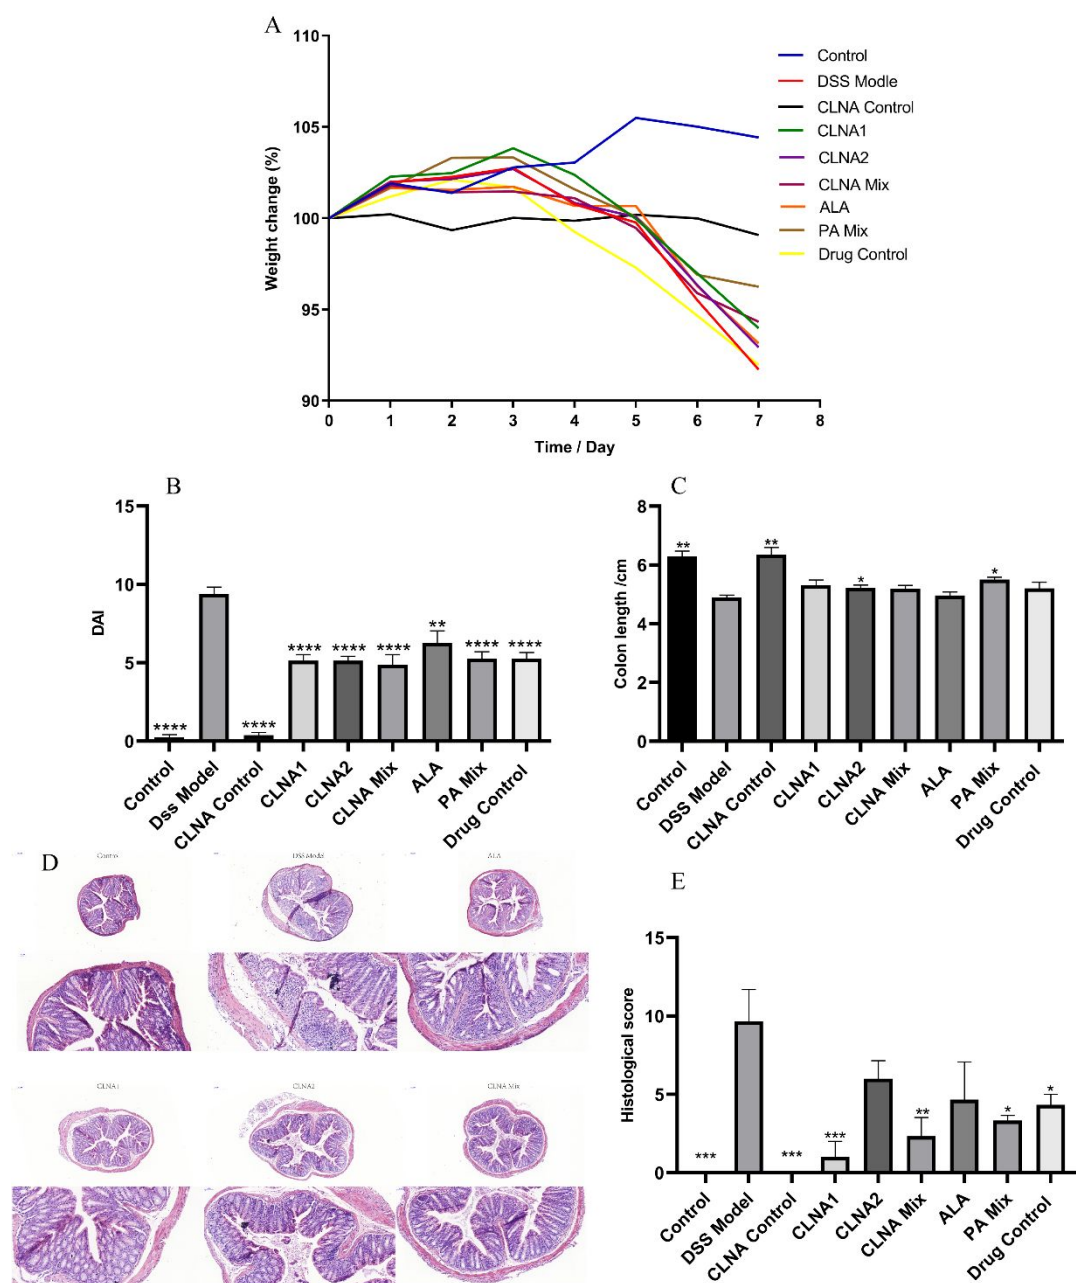 A
110
105
100
95
90
Weight change (%)
0 1 2 3 4 5 6 7 8
Time / Day
Control
DSS Modle
CLNA Control
CLNA1
CLNA2
CLNA Mix
ALA
PA Mix
Drug Control
B
15
10
5
0
DAI
**** **** **** **** **** ** **** ****
Control
Dss Model
CLNA Control
CLNA1
CLNA2
CLNA Mix
ALA
PA Mix
Drug Control
C
8
6
4
2
0
Colon length /cm
** ** * *
Control
DSS Model
CLNA Control
CLNA1
CLNA2
CLNA Mix
ALA
PA Mix
Drug Control
D
Control DSS Model ALA
CLNA1 CLNA2 CLNA Mix
E
15
10
5
0
Histological score
*** *** *** ** * *
Control
DSS Model
CLNA Control
CLNA1
CLNA2
CLNA Mix
ALA
PA Mix
Drug Control